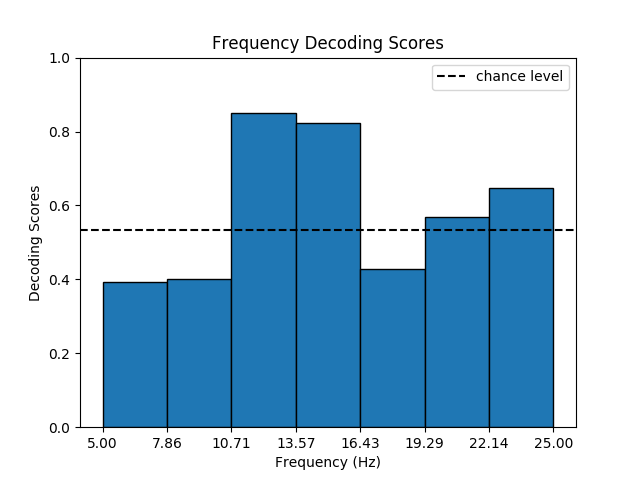 Frequency Decoding Scores
1.0
chance level
0.8
0.6
Decoding Scores
0.4
0.2
0.0
5.00 7.86 10.71 13.57 16.43 19.29 22.14 25.00
Frequency (Hz)